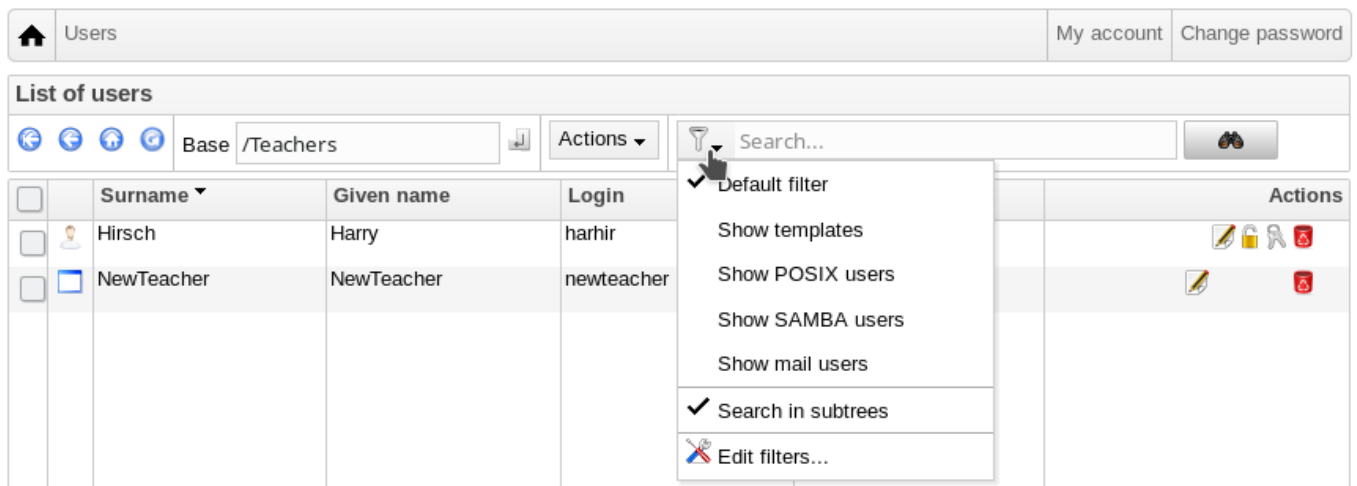 Users My account Change password
List of users
Base /Teachers Actions Search...
Surname Given name Login Actions
Default filter
Hirsch Harry harhir
Show templates
NewTeacher NewTeacher newteacher
Show POSIX users
Show SAMBA users
Show mail users
Search in subtrees
Edit filters...